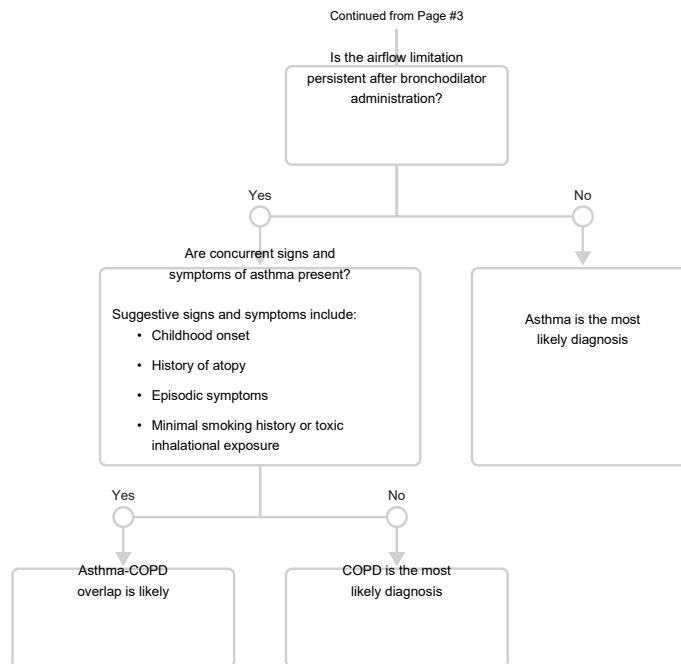 Continued from Page #3
Is the airflow limitation
persistent after bronchodilator
administration?
Yes
No
Are concurrent signs and
symptoms of asthma present?
Suggestive signs and symptoms include:
• Childhood onset
• History of atopy
• Episodic symptoms
• Minimal smoking history or toxic
inhalational exposure
Asthma is the most
likely diagnosis
Yes
No
Asthma-COPD
overlap is likely
COPD is the most
likely diagnosis